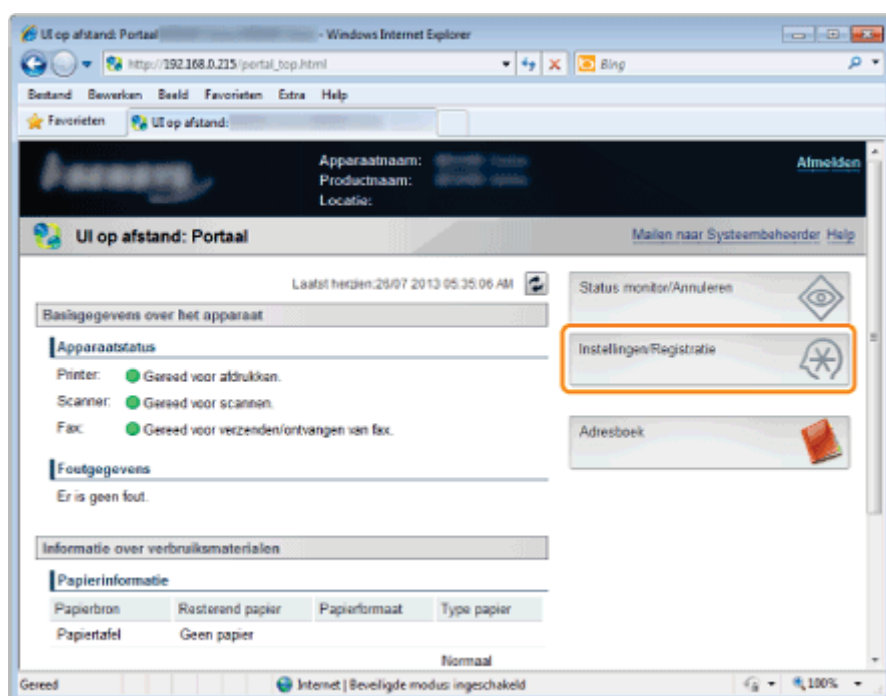 UI op afstand: Portaal - Windows Internet Explorer
http://192.168.0.215/portal_top.html
Bing
Bestand Bewerken Beeld Favorieten Extra Help
Favorieten UI op afstand:
Apparaatnaam:
Productnaam:
Locatie:
Afmelden
UI op afstand: Portaal
Mailen naar Systeembeheerder Help
Laatst herzien:26/07 2013 05:35:06 AM
Basisgegevens over het apparaat
Apparaatstatus
Printer: Gereed voor afdrukken.
Scanner: Gereed voor scannen.
Fax: Gereed voor verzenden/ontvangen van fax.
Foutgegevens
Er is geen fout.
Informatie over verbruiksmaterialen
Papierinformatie
Papierbron Resterend papier Papierformaat Type papier
Papiertafel Geen papier
Normaal
Status monitor/Annuleren
Instellingen/Registratie
Adresboek
Gereed
Internet | Beveiligde modus: ingeschakeld
100%